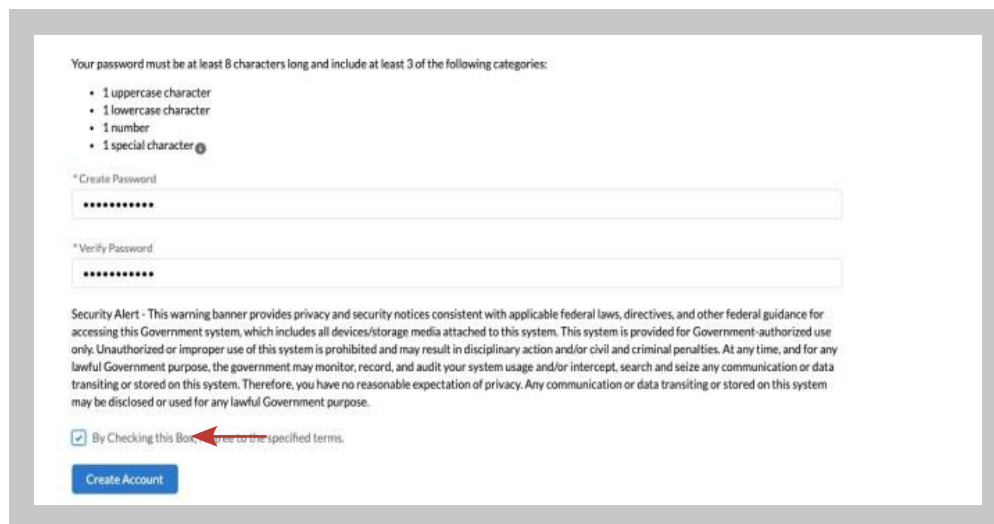 Your password must be at least 8 characters long and include at least 3 of the following categories:
• 1 uppercase character
• 1 lowercase character
• 1 number
• 1 special character
*Create Password
•••••••••••
*Verify Password
•••••••••••
Security Alert - This warning banner provides privacy and security notices consistent with applicable federal laws, directives, and other federal guidance for
accessing this Government system, which includes all devices/storage media attached to this system. This system is provided for Government-authorized use
only. Unauthorized or improper use of this system is prohibited and may result in disciplinary action and/or civil and criminal penalties. At any time, and for any
lawful Government purpose, the government may monitor, record, and audit your system usage and/or intercept, search and seize any communication or data
transiting or stored on this system. Therefore, you have no reasonable expectation of privacy. Any communication or data transiting or stored on this system
may be disclosed or used for any lawful Government purpose.
By Checking this Box, I agree to the specified terms.
Create Account